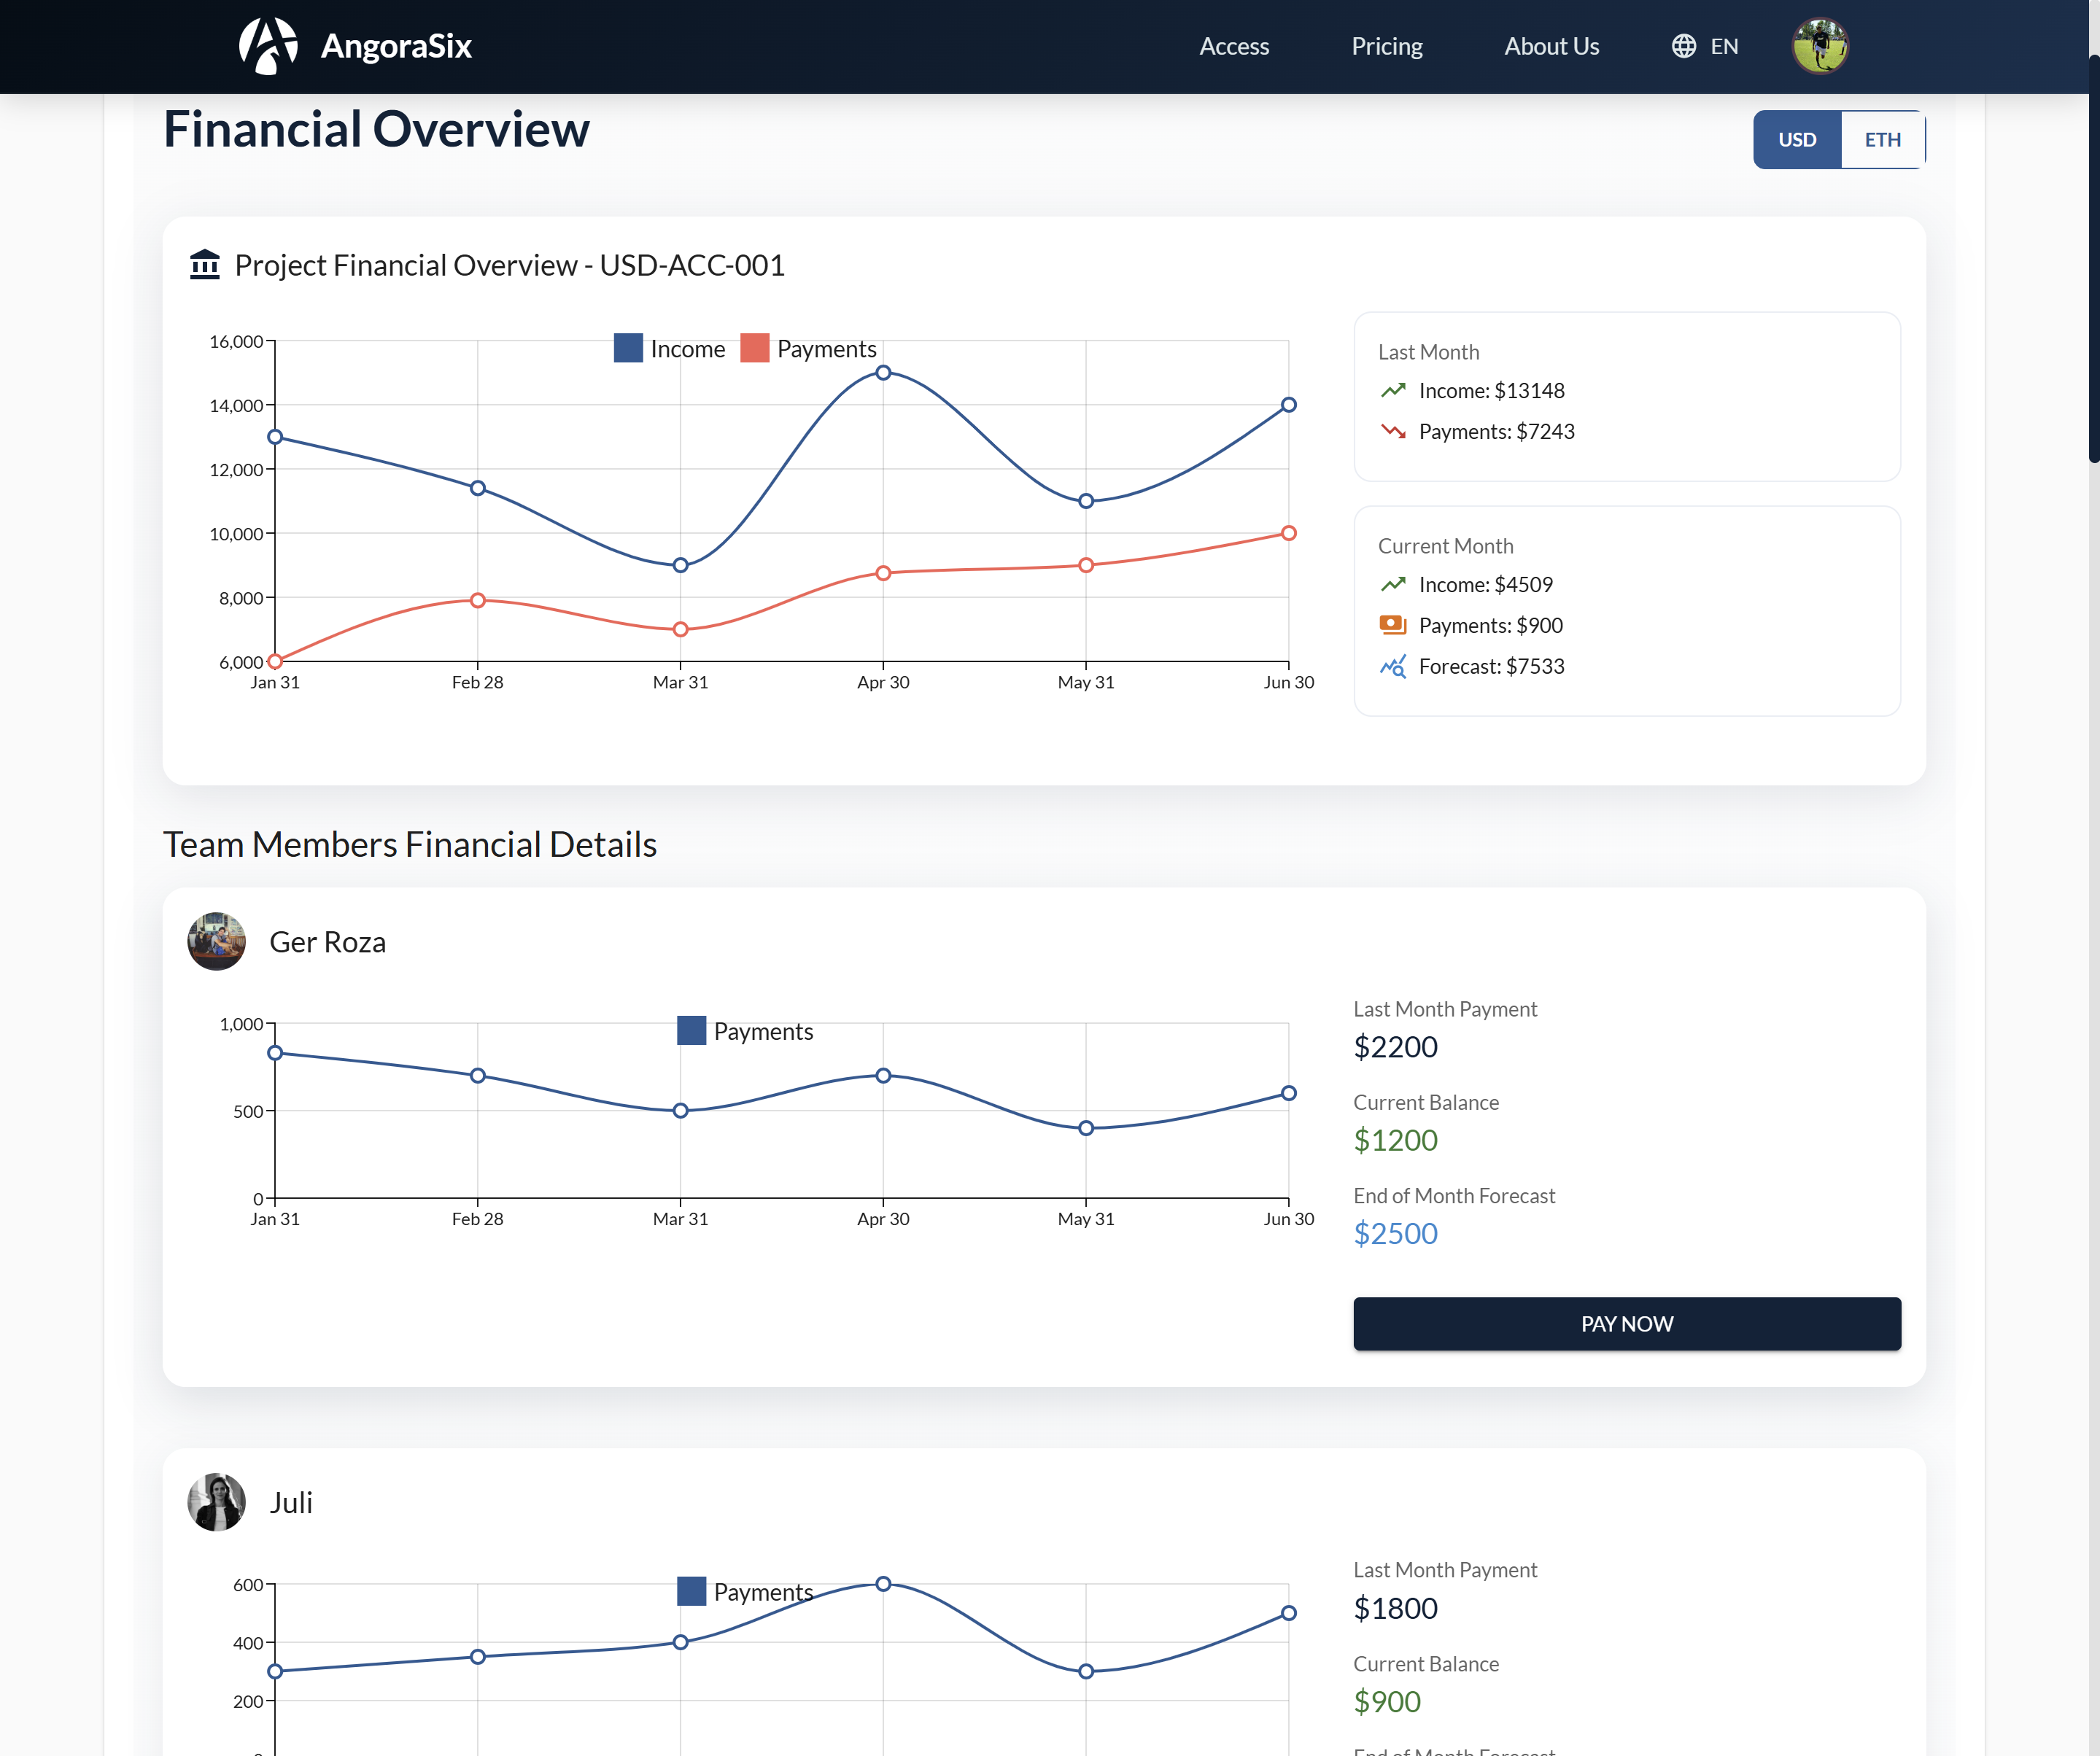 AngoraSix
Access Pricing About Us EN
Financial Overview
USD ETH
Project Financial Overview - USD-ACC-001
Income Payments
16,000
14,000
12,000
10,000
8,000
6,000
Jan 31 Feb 28 Mar 31 Apr 30 May 31 Jun 30
Last Month
Income: $13148
Payments: $7243
Current Month
Income: $4509
Payments: $900
Forecast: $7533
Team Members Financial Details
Ger Roza
Payments
1,000
500
0
Jan 31 Feb 28 Mar 31 Apr 30 May 31 Jun 30
Last Month Payment
$2200
Current Balance
$1200
End of Month Forecast
$2500
PAY NOW
Juli
Payments
600
400
200
Last Month Payment
$1800
Current Balance
$900
End of Month Forecast